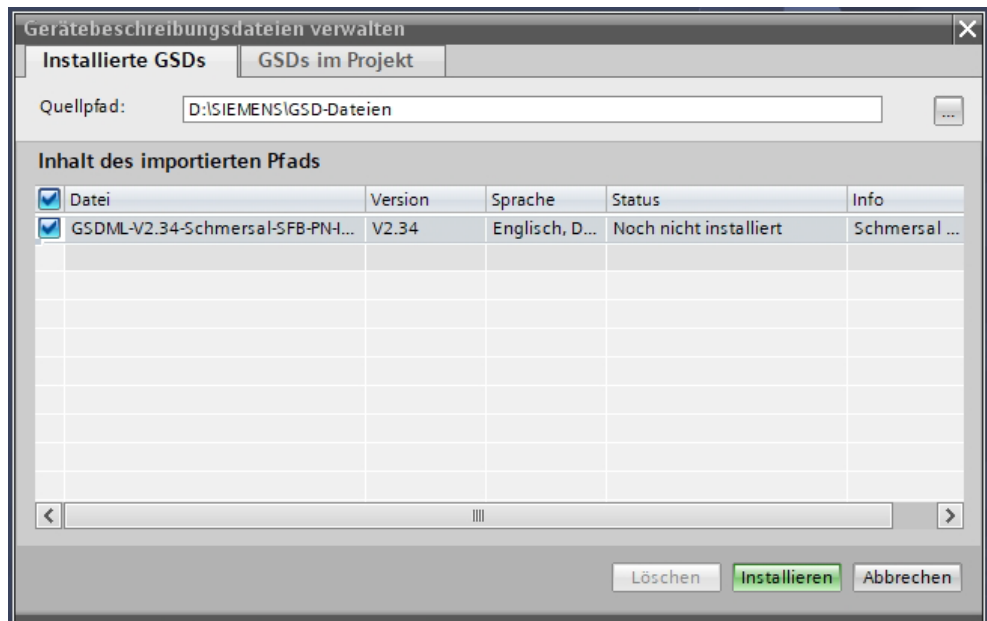 Gerätebeschreibungsdateien verwalten
Installierte GSDs GSDs im Projekt
Quellpfad: D:\SIEMENS\GSD-Dateien ...
Inhalt des importierten Pfads
Datei Version Sprache Status Info
GSDML-V2.34-Schmersal-SFB-PN-I... V2.34 Englisch, D... Noch nicht installiert Schmersal ...
Löschen Installieren Abbrechen